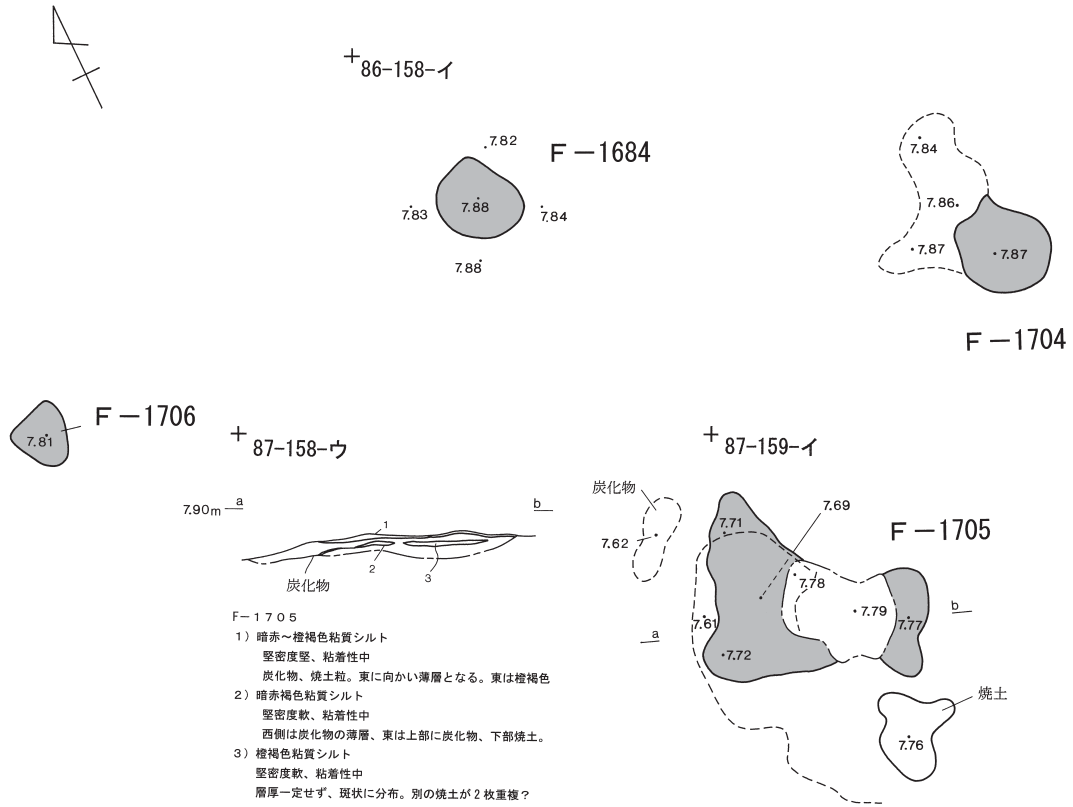 86-158-イ
7.82
F－1684
7.88
7.83
7.84
7.88
7.84
7.86
7.87
7.87
F－1704
F－1706
7.81
87-158-ウ
87-159-イ
7.90m
a
b
1
2
3
炭化物
炭化物
7.62
7.71
7.69
F－1705
7.78
7.79
7.77
7.61
7.72
a
b
焼土
7.76
F－１７０５
１）暗赤～橙褐色粘質シルト
堅密度堅、粘着性中
炭化物、焼土粒。東に向かい薄層となる。東は橙褐色
２）暗赤褐色粘質シルト
堅密度軟、粘着性中
西側は炭化物の薄層、東は上部に炭化物、下部焼土。
３）橙褐色粘質シルト
堅密度軟、粘着性中
層厚一定せず、斑状に分布。別の焼土が２枚重複？